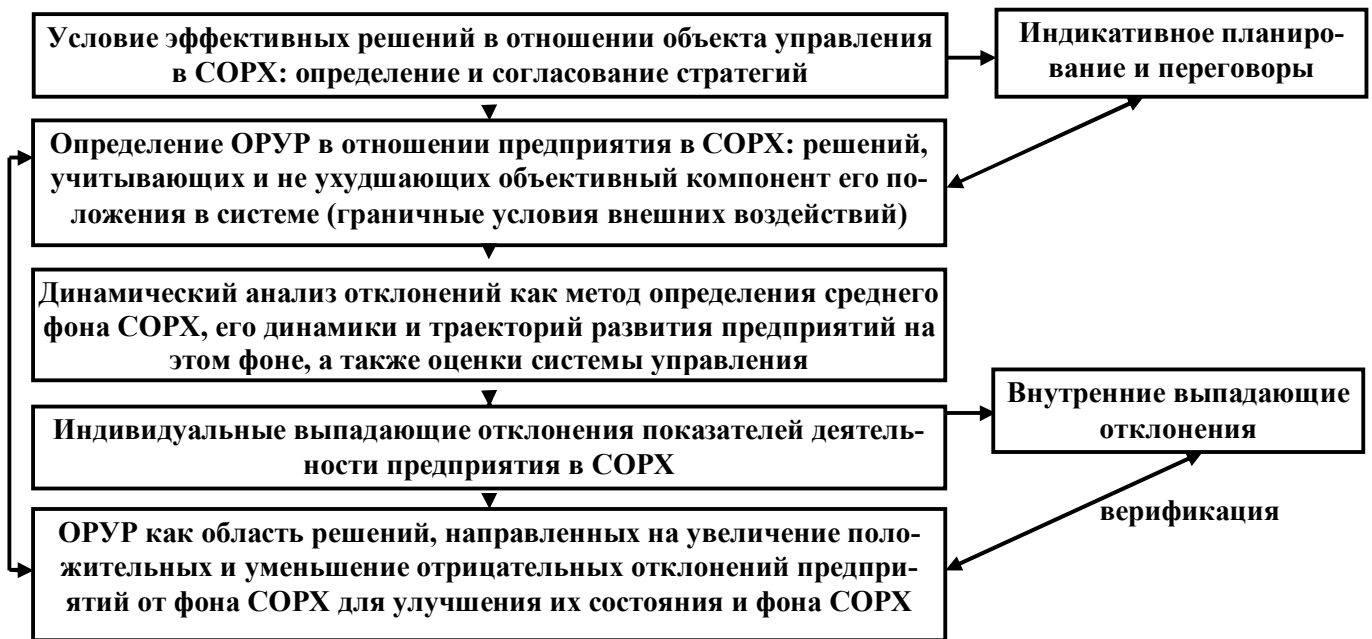 Условие эффективных решений в отношении объекта управления
в СОРХ: определение и согласование стратегий
Индикативное планиро-
вание и переговоры
Определение ОРУР в отношении предприятия в СОРХ: решений,
учитывающих и не ухудшающих объективный компонент его по-
ложения в системе (граничные условия внешних воздействий)
Динамический анализ отклонений как метод определения среднего
фона СОРХ, его динамики и траекторий развития предприятий на
этом фоне, а также оценки системы управления
Индивидуальные выпадающие отклонения показателей деятель-
ности предприятия в СОРХ
Внутренние выпадающие
отклонения
верификация
ОРУР как область решений, направленных на увеличение поло-
жительных и уменьшение отрицательных отклонений предпри-
ятий от фона СОРХ для улучшения их состояния и фона СОРХ